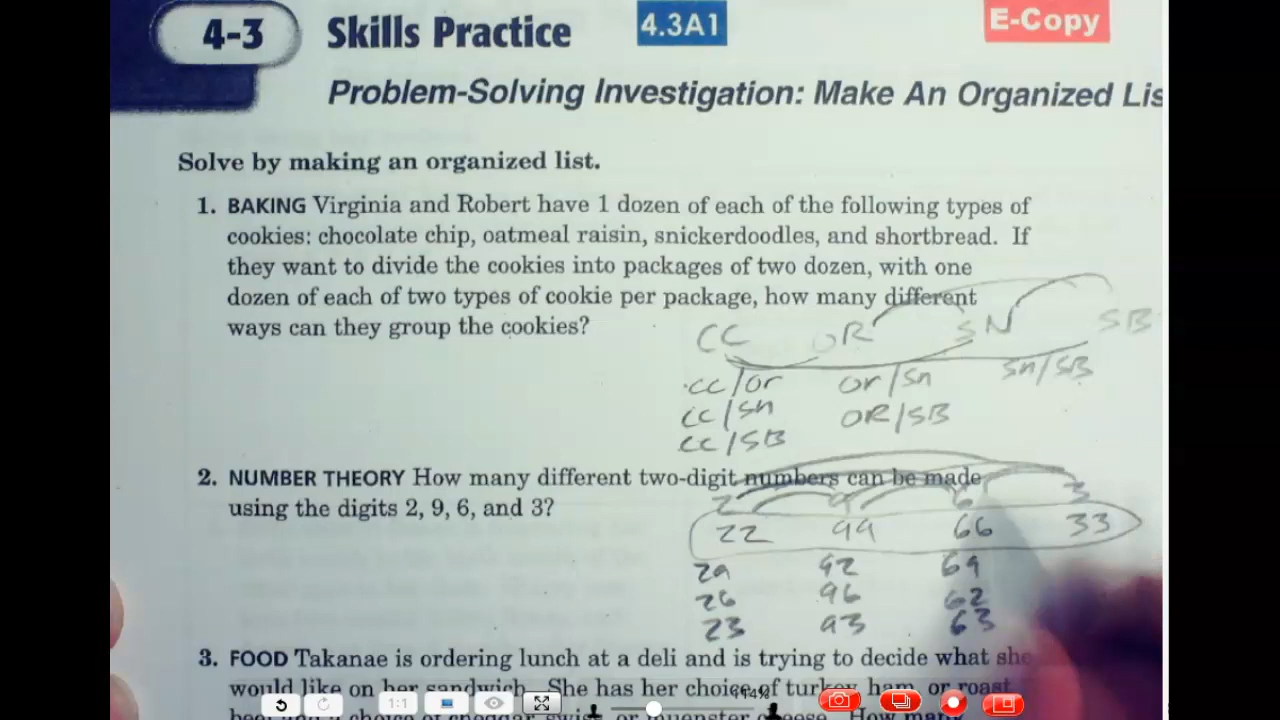 4-3 Skills Practice 4.3A1 E-Copy
Problem-Solving Investigation: Make An Organized Lis
Solve by making an organized list.
1. BAKING Virginia and Robert have 1 dozen of each of the following types of
cookies: chocolate chip, oatmeal raisin, snickerdoodles, and shortbread. If
they want to divide the cookies into packages of two dozen, with one
dozen of each of two types of cookie per package, how many different
ways can they group the cookies?
CC OR SN SB
cc/or or/sn sn/SB
cc/sn OR/SB
cc/SB
2. NUMBER THEORY How many different two-digit numbers can be made
using the digits 2, 9, 6, and 3?
2 9 6 3
22 99 66 33
29 92 69
26 96 62
23 93 63
3. FOOD Takanae is ordering lunch at a deli and is trying to decide what she
would like on her sandwich. She has her choice of turkey, ham, or roast
1:1